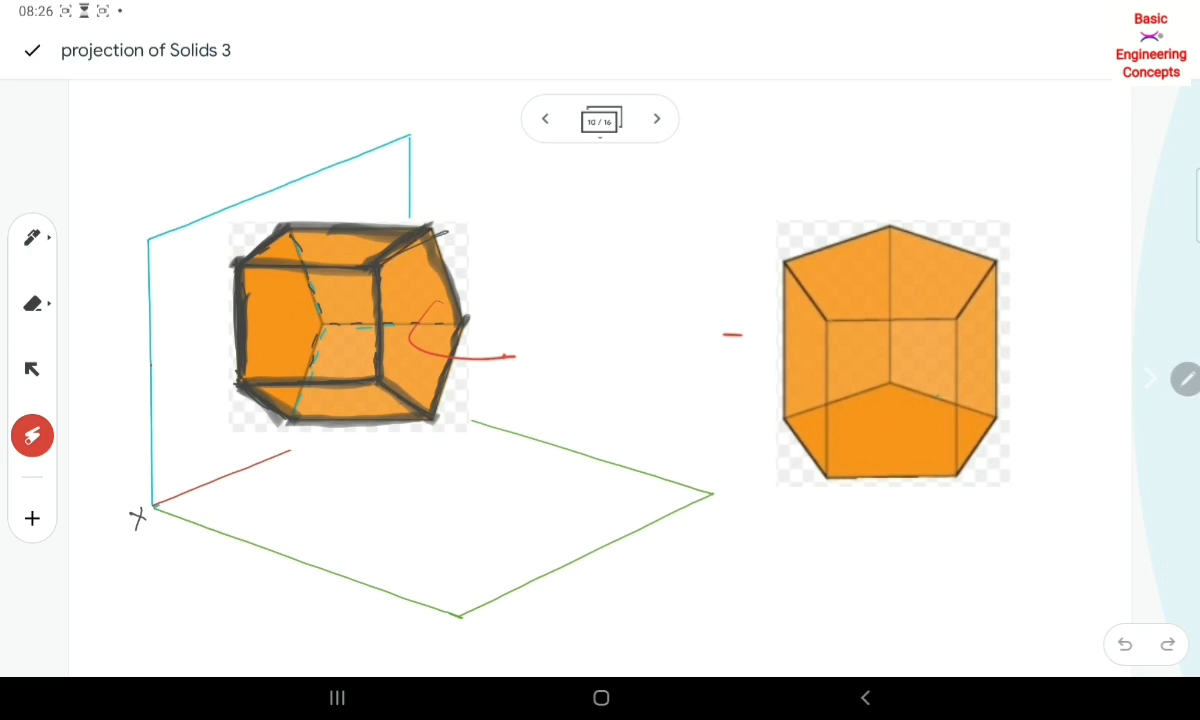 08:26
projection of Solids 3
Basic
Engineering
Concepts
10 / 16
X